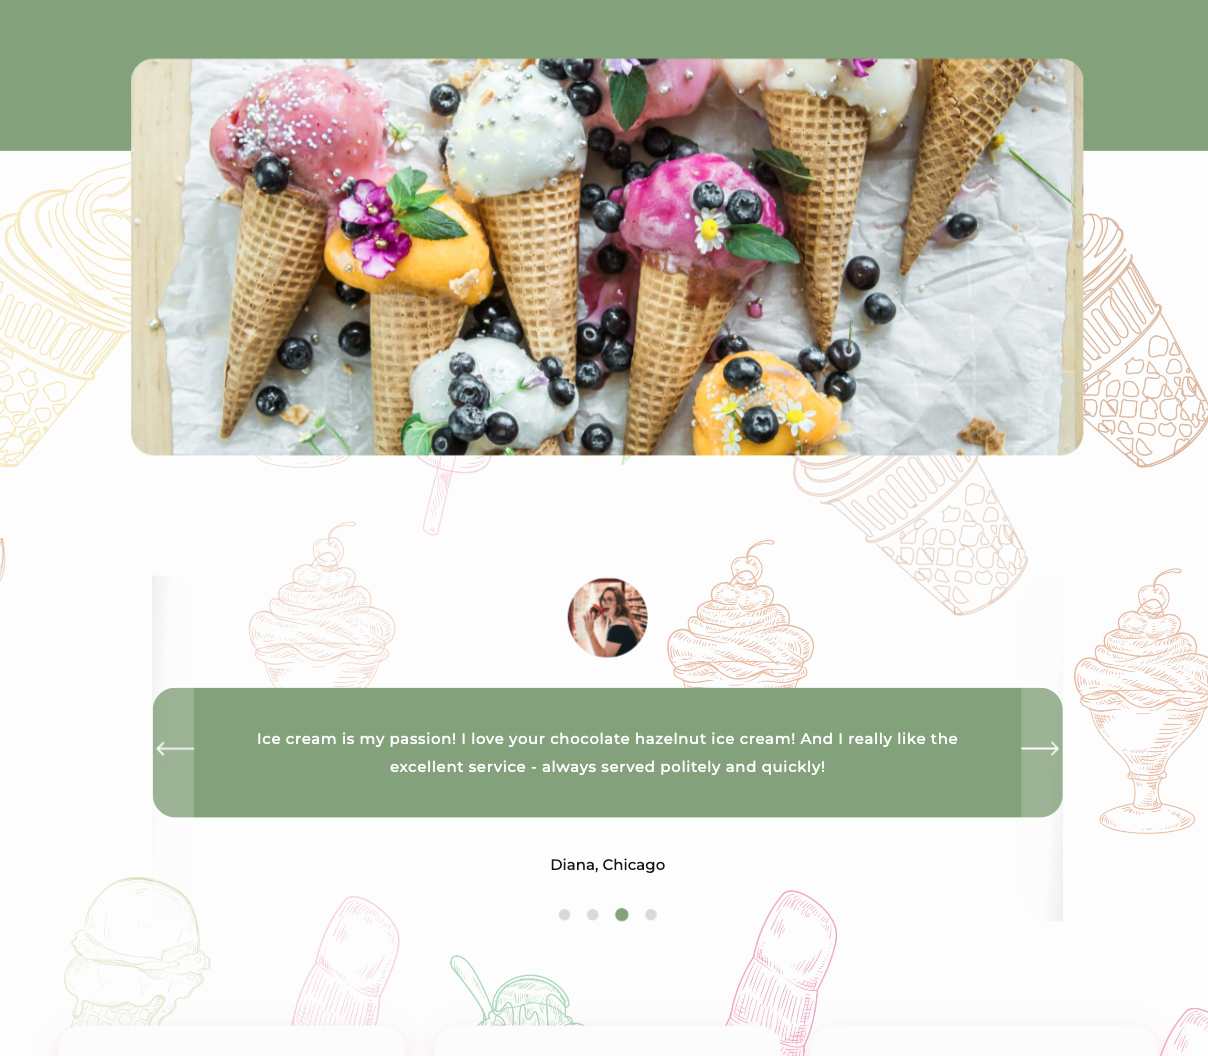 Ice cream is my passion! I love your chocolate hazelnut ice cream! And I really like the
excellent service - always served politely and quickly!
Diana, Chicago